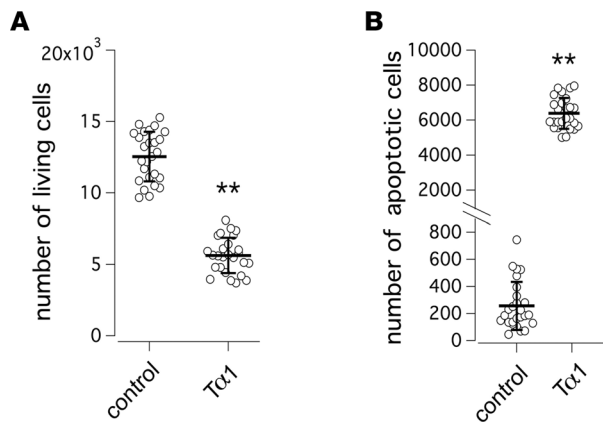 A
20x10³
15
10
5
0
number of living cells
**
control
Tα1
B
10000
8000
6000
4000
2000
800
600
400
200
0
number of apoptotic cells
**
control
Tα1